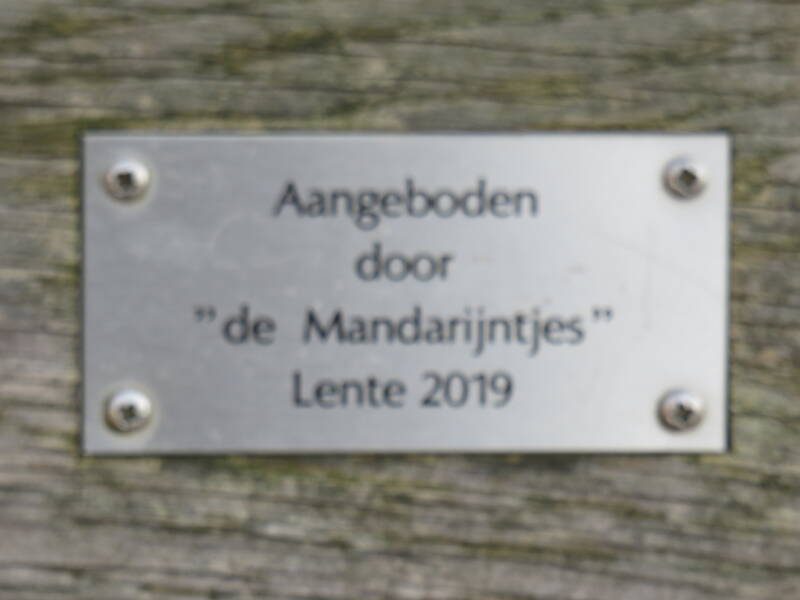 Aangeboden
door
"de Mandarijntjes"
Lente 2019